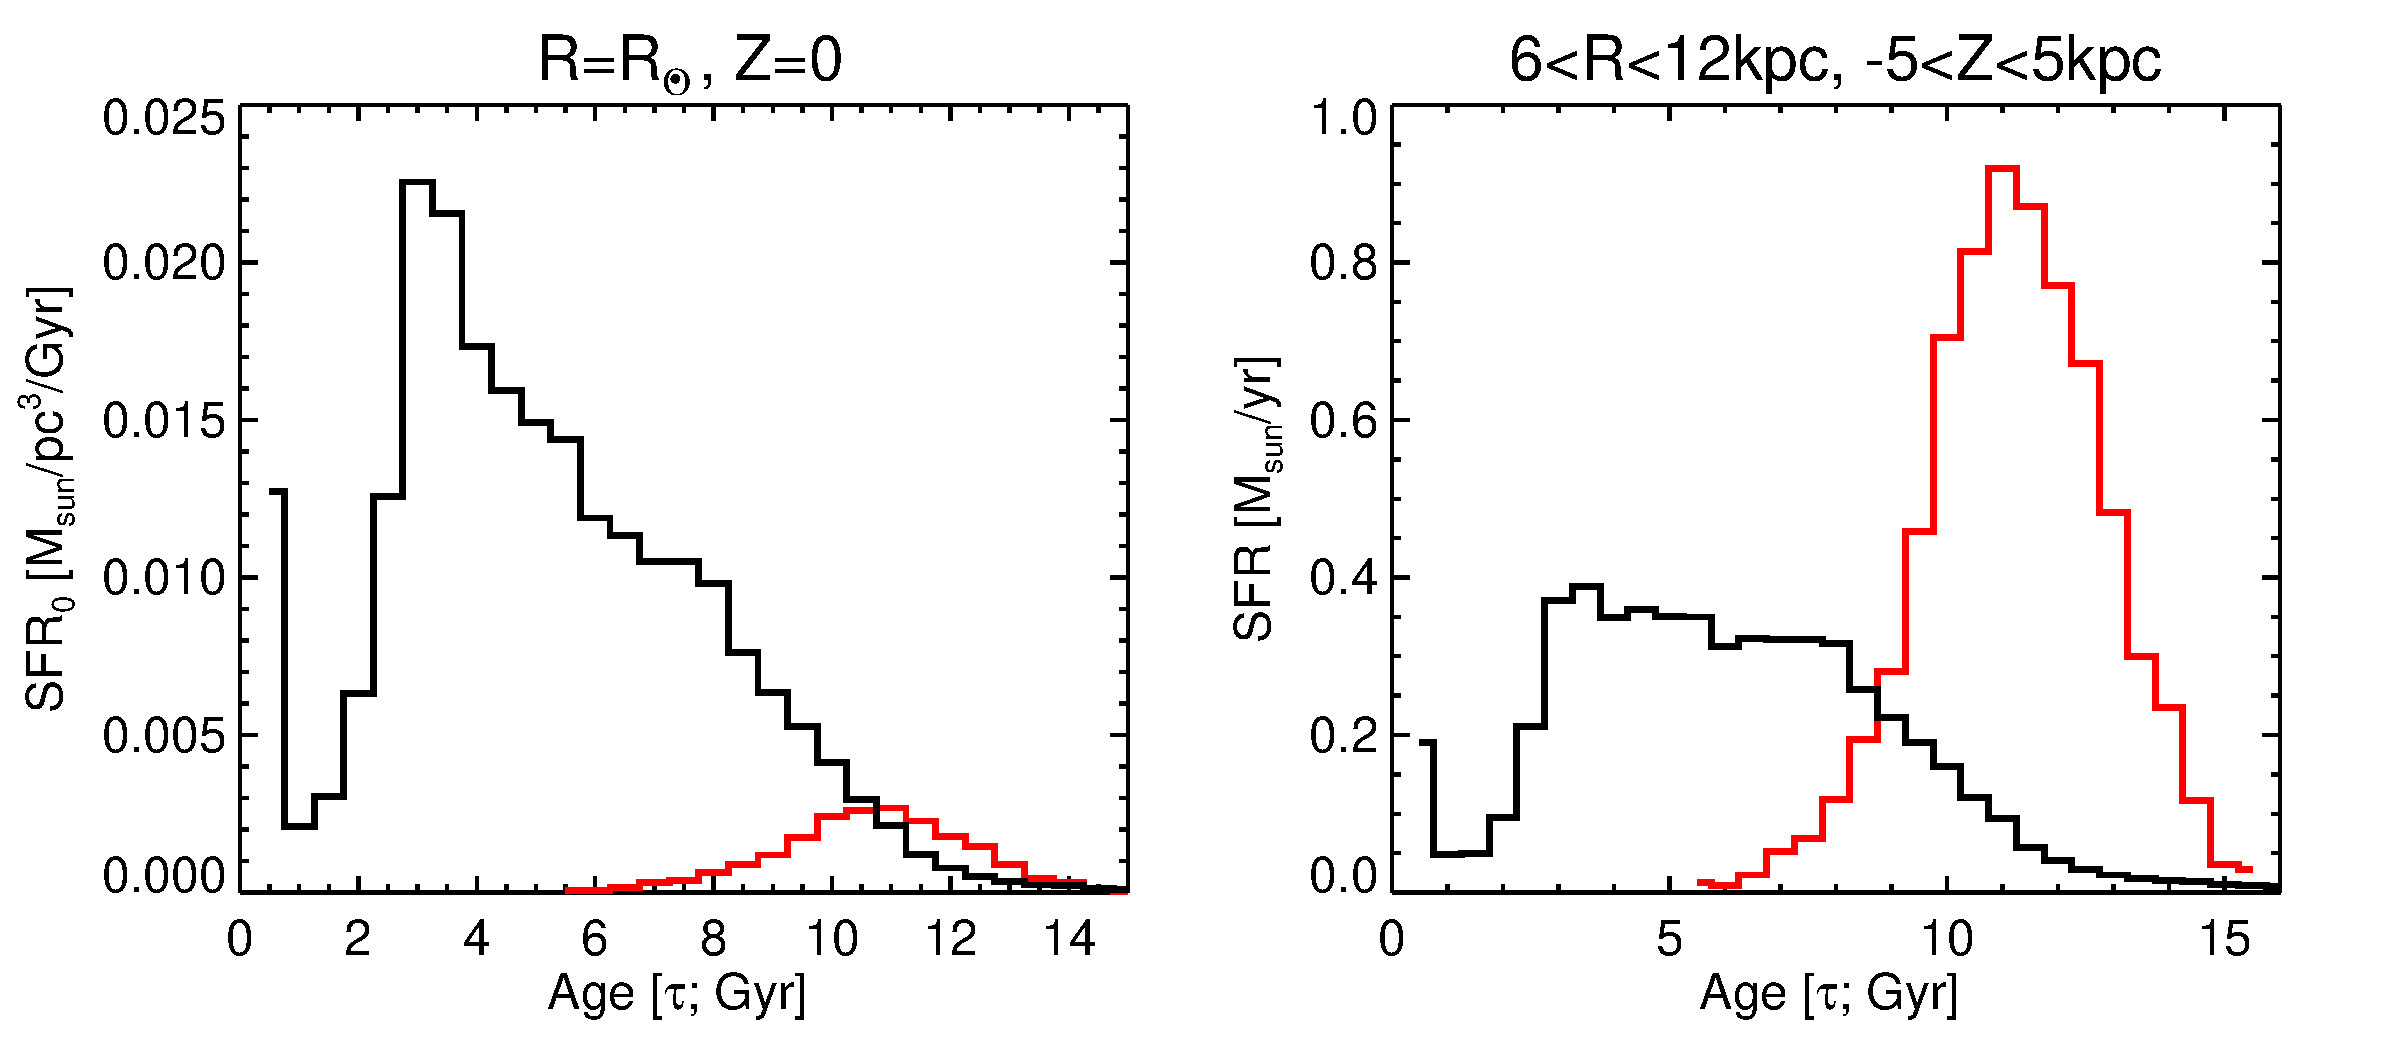 R=R☉, Z=0
0.025
0.020
0.015
0.010
0.005
0.000
SFR₀ [Mₛᵤₙ/pc³/Gyr]
0 2 4 6 8 10 12 14
Age [τ; Gyr]
6<R<12kpc, -5<Z<5kpc
1.0
0.8
0.6
0.4
0.2
0.0
SFR [Mₛᵤₙ/yr]
0 5 10 15
Age [τ; Gyr]